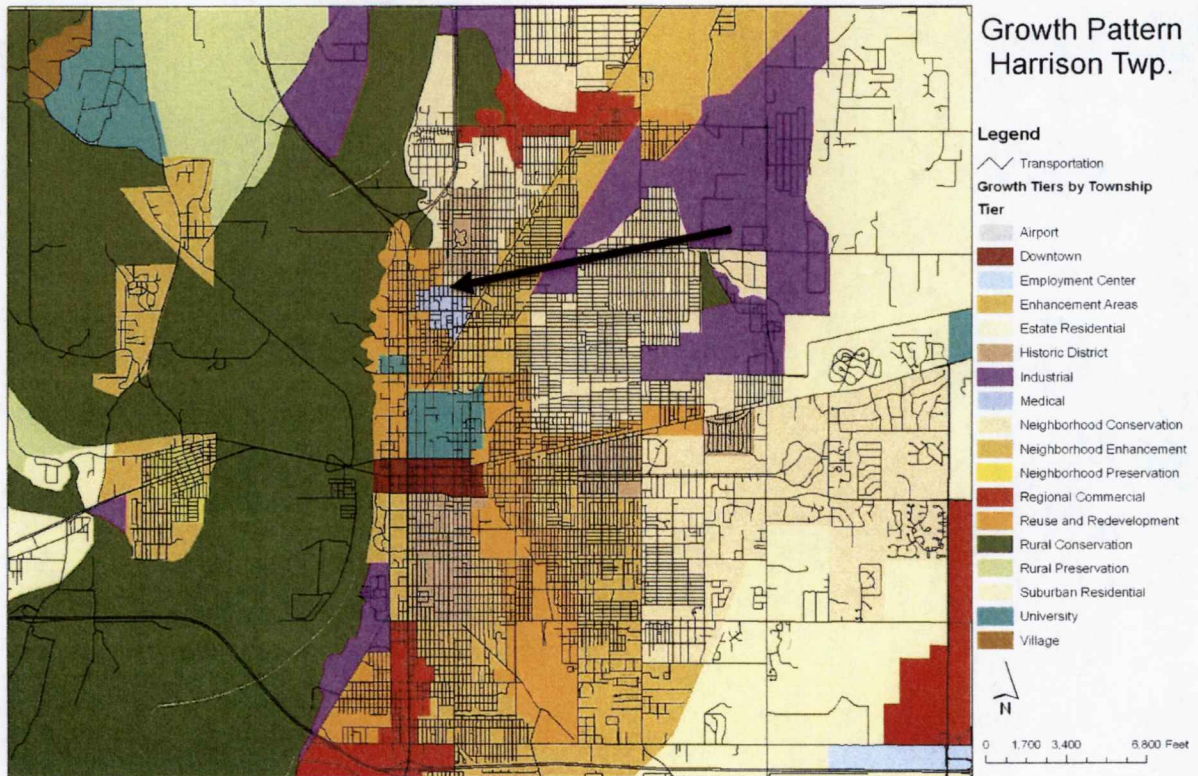 Growth Pattern
Harrison Twp.
Legend
Transportation
Growth Tiers by Township
Tier
Airport
Downtown
Employment Center
Enhancement Areas
Estate Residential
Historic District
Industrial
Medical
Neighborhood Conservation
Neighborhood Enhancement
Neighborhood Preservation
Regional Commercial
Reuse and Redevelopment
Rural Conservation
Rural Preservation
Suburban Residential
University
Village
N
0 1,700 3,400 6,800 Feet